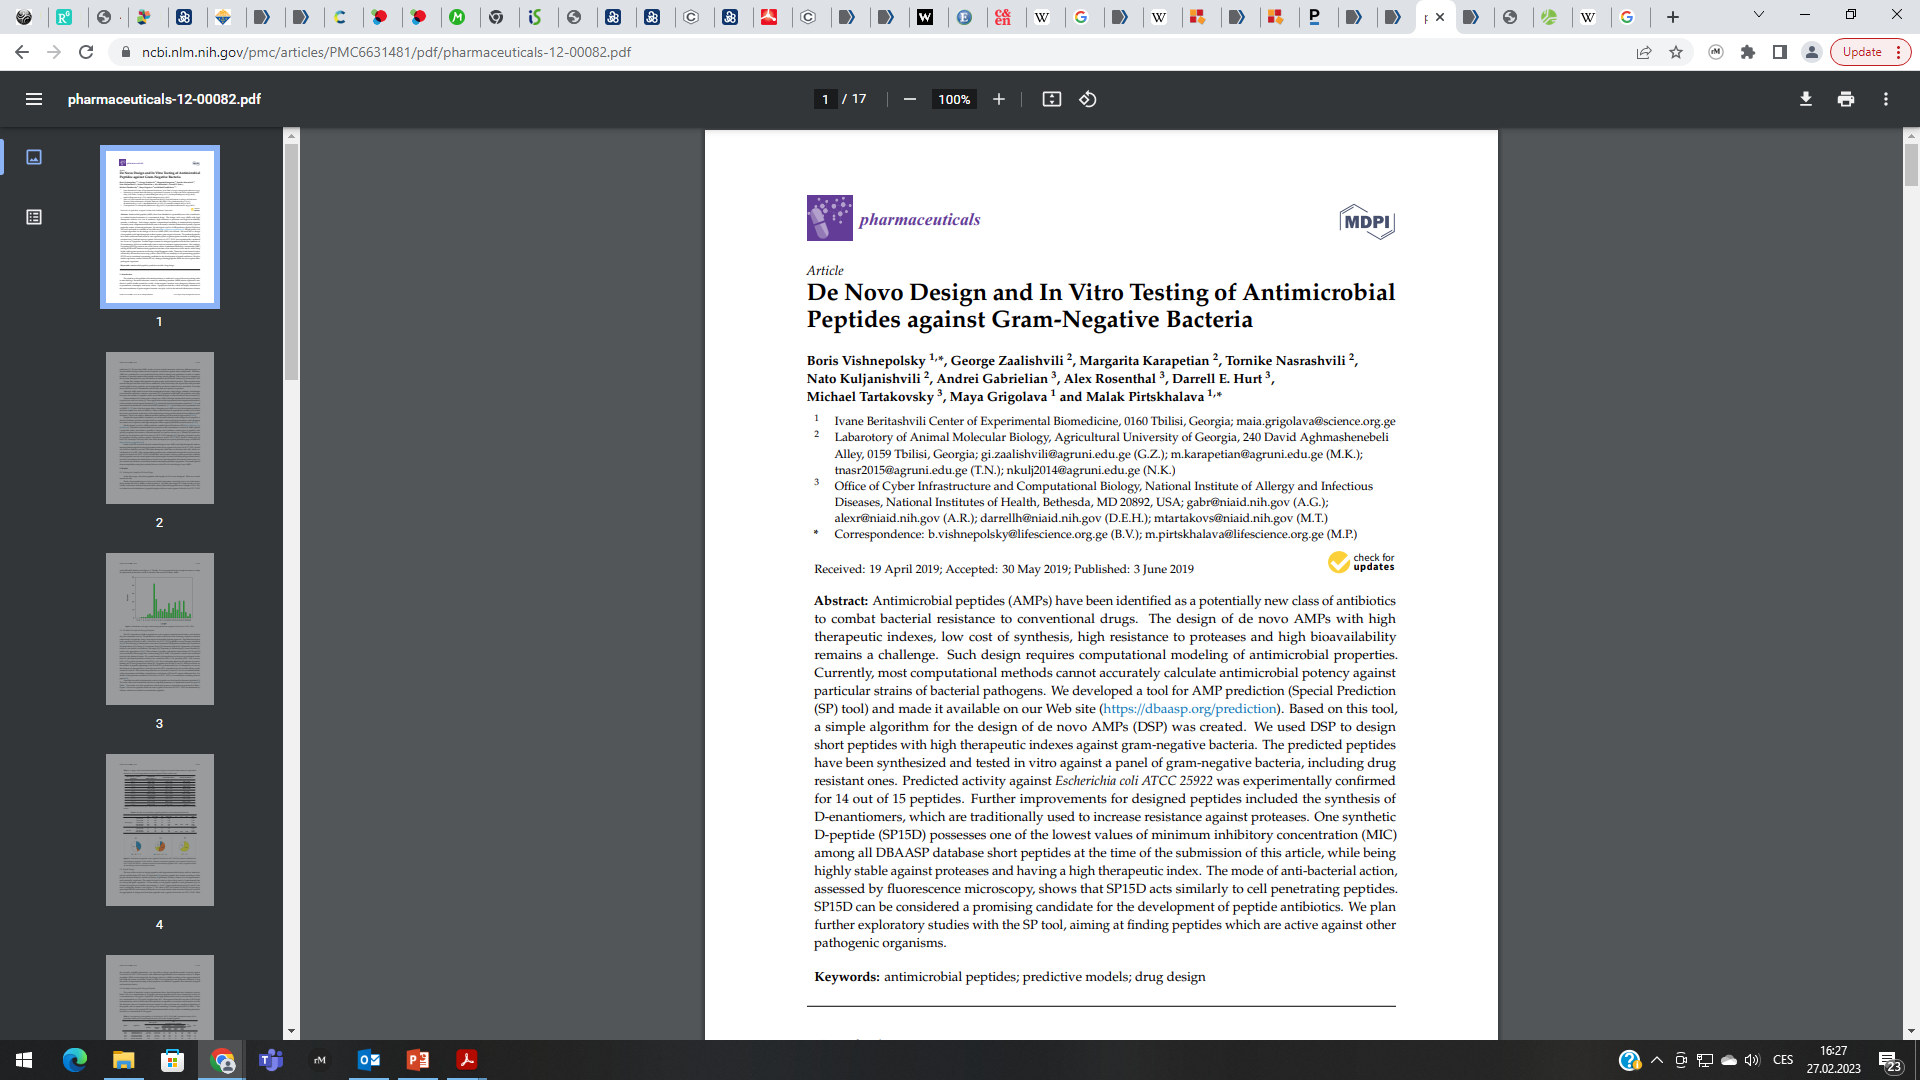 ncbi.nlm.nih.gov/pmc/articles/PMC6631481/pdf/pharmaceuticals-12-00082.pdf
Update
pharmaceuticals-12-00082.pdf
1 / 17
100%
1
2
3
4
pharmaceuticals
MDPI
Article
De Novo Design and In Vitro Testing of Antimicrobial
Peptides against Gram-Negative Bacteria
Boris Vishnepolsky 1,*, George Zaalishvili 2, Margarita Karapetian 2, Tornike Nasrashvili 2,
Nato Kuljanishvili 2, Andrei Gabrielian 3, Alex Rosenthal 3, Darrell E. Hurt 3,
Michael Tartakovsky 3, Maya Grigolava 1 and Malak Pirtskhalava 1,*
1 Ivane Beritashvili Center of Experimental Biomedicine, 0160 Tbilisi, Georgia; maia.grigolava@science.org.ge
2 Labarotory of Animal Molecular Biology, Agricultural University of Georgia, 240 David Aghmashenebeli
Alley, 0159 Tbilisi, Georgia; gi.zaalishvili@agruni.edu.ge (G.Z.); m.karapetian@agruni.edu.ge (M.K.);
tnasr2015@agruni.edu.ge (T.N.); nkulj2014@agruni.edu.ge (N.K.)
3 Office of Cyber Infrastructure and Computational Biology, National Institute of Allergy and Infectious
Diseases, National Institutes of Health, Bethesda, MD 20892, USA; gabr@niaid.nih.gov (A.G.);
alexr@niaid.nih.gov (A.R.); darrellh@niaid.nih.gov (D.E.H.); mtartakovs@niaid.nih.gov (M.T.)
* Correspondence: b.vishnepolsky@lifescience.org.ge (B.V.); m.pirtskhalava@lifescience.org.ge (M.P.)
check for
updates
Received: 19 April 2019; Accepted: 30 May 2019; Published: 3 June 2019
Abstract: Antimicrobial peptides (AMPs) have been identified as a potentially new class of antibiotics
to combat bacterial resistance to conventional drugs. The design of de novo AMPs with high
therapeutic indexes, low cost of synthesis, high resistance to proteases and high bioavailability
remains a challenge. Such design requires computational modeling of antimicrobial properties.
Currently, most computational methods cannot accurately calculate antimicrobial potency against
particular strains of bacterial pathogens. We developed a tool for AMP prediction (Special Prediction
(SP) tool) and made it available on our Web site (https://dbaasp.org/prediction). Based on this tool,
a simple algorithm for the design of de novo AMPs (DSP) was created. We used DSP to design
short peptides with high therapeutic indexes against gram-negative bacteria. The predicted peptides
have been synthesized and tested in vitro against a panel of gram-negative bacteria, including drug
resistant ones. Predicted activity against Escherichia coli ATCC 25922 was experimentally confirmed
for 14 out of 15 peptides. Further improvements for designed peptides included the synthesis of
D-enantiomers, which are traditionally used to increase resistance against proteases. One synthetic
D-peptide (SP15D) possesses one of the lowest values of minimum inhibitory concentration (MIC)
among all DBAASP database short peptides at the time of the submission of this article, while being
highly stable against proteases and having a high therapeutic index. The mode of anti-bacterial action,
assessed by fluorescence microscopy, shows that SP15D acts similarly to cell penetrating peptides.
SP15D can be considered a promising candidate for the development of peptide antibiotics. We plan
further exploratory studies with the SP tool, aiming at finding peptides which are active against other
pathogenic organisms.
Keywords: antimicrobial peptides; predictive models; drug design
CES
16:27
27.02.2023
23